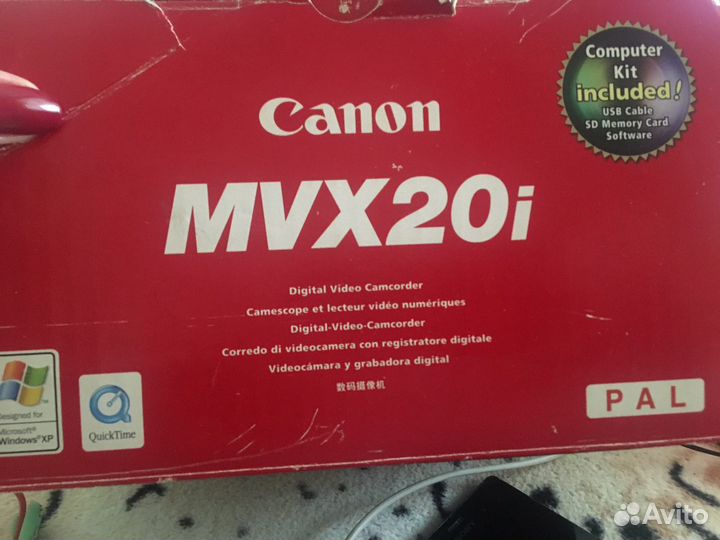 Computer
Kit
included!
USB Cable
SD Memory Card
Software
Canon
MVX20i
Digital Video Camcorder
Camescope et lecteur vidéo numériques
Digital-Video-Camcorder
Corredo di videocamera con registratore digitale
Videocámara y grabadora digital
数码摄像机
Designed for
Microsoft®
Windows®XP
QuickTime
PAL
Avito